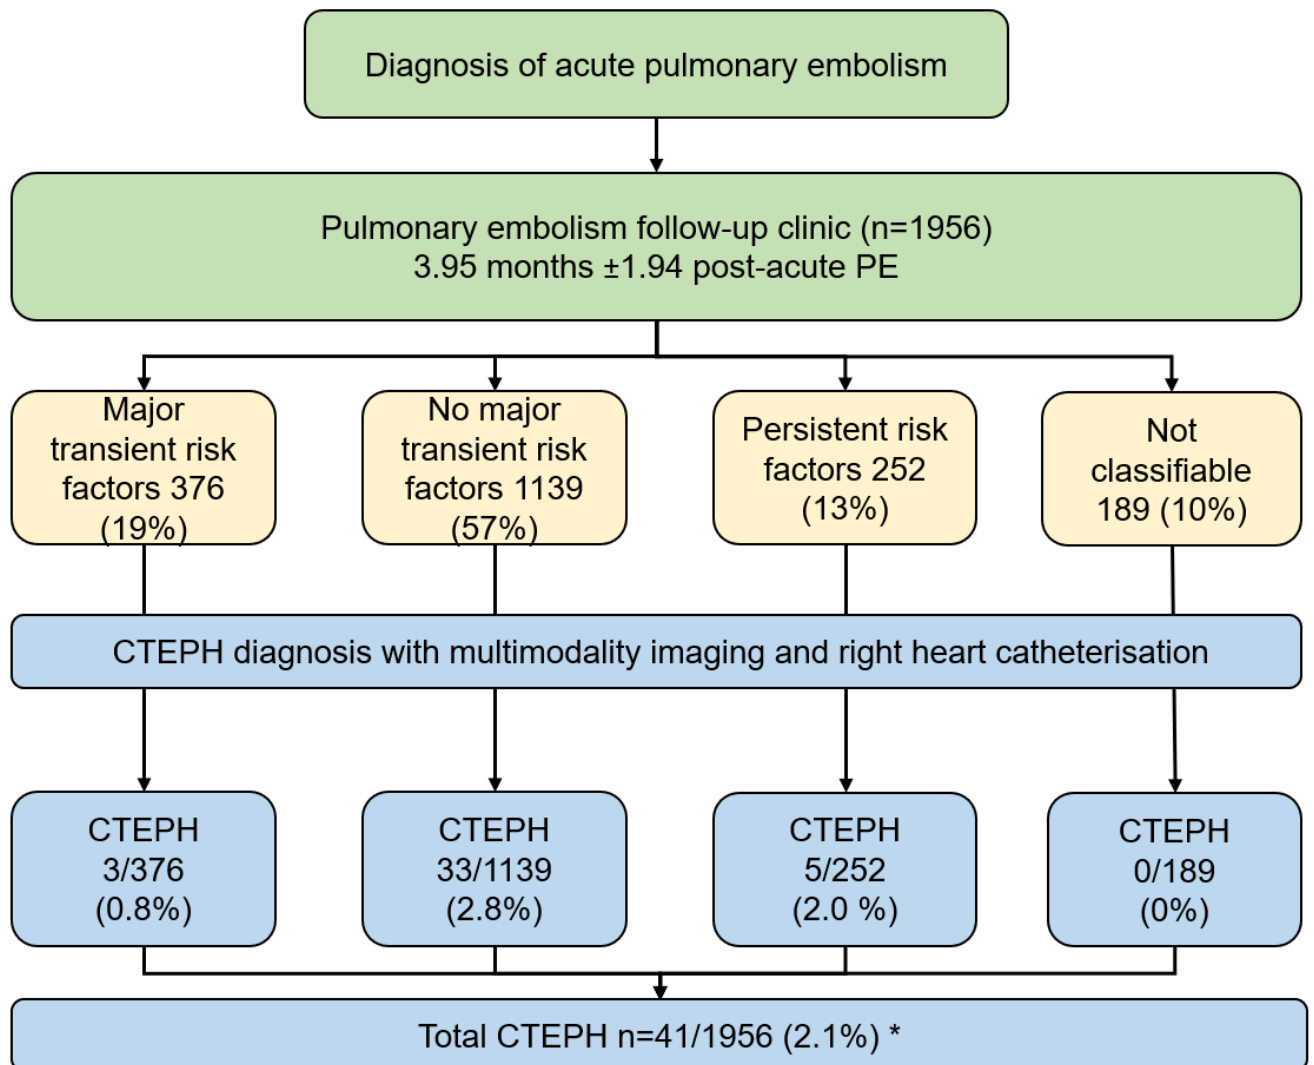 Diagnosis of acute pulmonary embolism
Pulmonary embolism follow-up clinic (n=1956)
3.95 months ±1.94 post-acute PE
Major
transient risk
factors 376
(19%)
No major
transient risk
factors 1139
(57%)
Persistent risk
factors 252
(13%)
Not
classifiable
189 (10%)
CTEPH diagnosis with multimodality imaging and right heart catheterisation
CTEPH
3/376
(0.8%)
CTEPH
33/1139
(2.8%)
CTEPH
5/252
(2.0 %)
CTEPH
0/189
(0%)
Total CTEPH n=41/1956 (2.1%) *